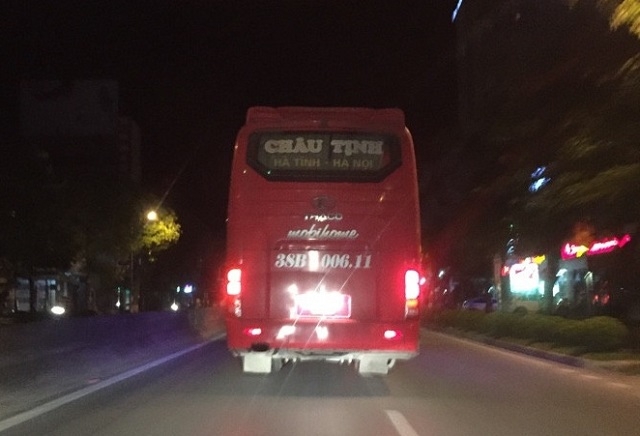 CHÂU TỊNH
HÀ TĨNH - HÀ NỘI
THACO
mobihome
38B 006.11